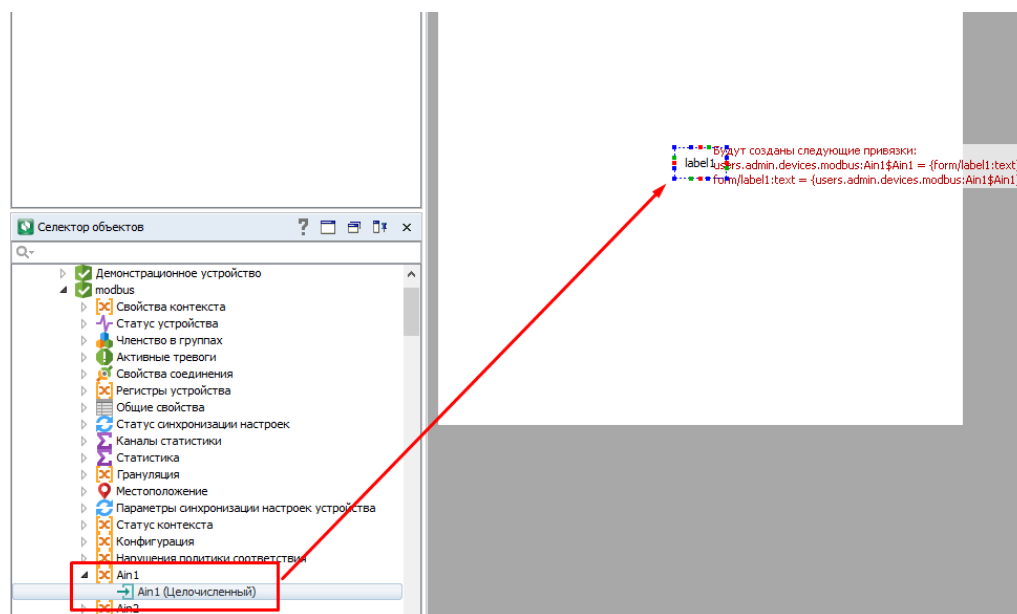 Будут созданы следующие привязки:
label1
users.admin.devices.modbus:Ain1$Ain1 = {form/label1:text
form/label1:text = {users.admin.devices.modbus:Ain1$Ain1
Селектор объектов
Демонстрационное устройство
modbus
Свойства контекста
Статус устройства
Членство в группах
Активные тревоги
Свойства соединения
Регистры устройства
Общие свойства
Статус синхронизации настроек
Каналы статистики
Статистика
Грануляция
Местоположение
Параметры синхронизации настроек устройства
Статус контекста
Конфигурация
Нарушения политики соответствия
Ain1
Ain1 (Целочисленный)
Ain2